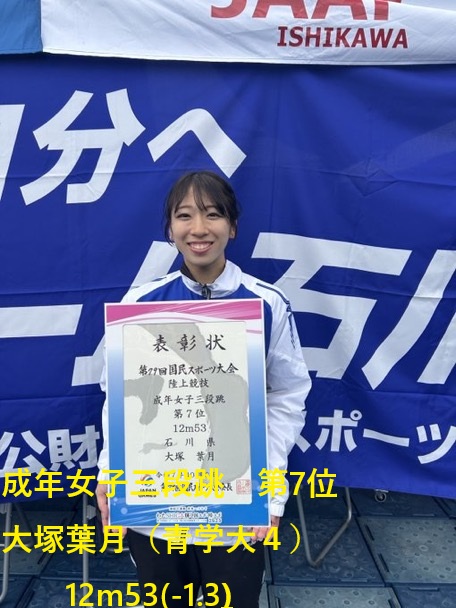 JAAF
ISHIKAWA
分へ
ーム石川
表彰状
第79回国民スポーツ大会
陸上競技
成年女子三段跳
第7位
12m53
石川県
大塚 葉月
公財
スポーツ
成年女子三段跳 第7位
大塚葉月（青学大４）
12m53(-1.3)